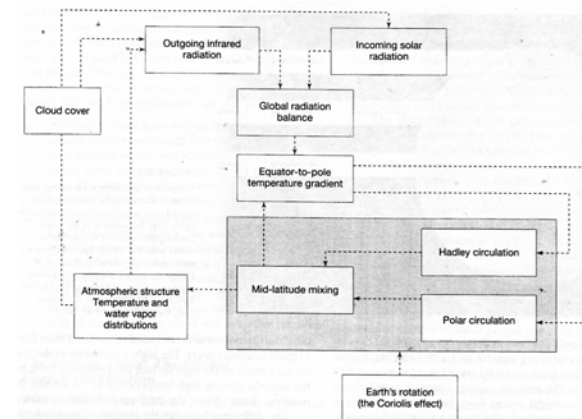 Outgoing infrared
radiation
Incoming solar
radiation
Cloud cover
Global radiation
balance
Equator-to-pole
temperature gradient
Hadley circulation
Atmospheric structure
Temperature and
water vapor
distributions
Mid-latitude mixing
Polar circulation
Earth's rotation
(the Coriolis effect)